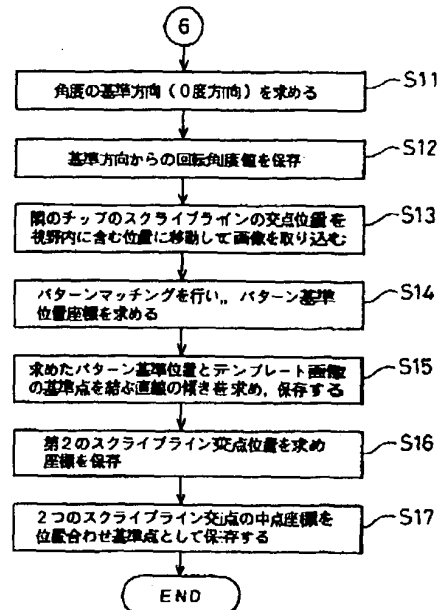 6
角度の基準方向(0度方向)を求める
S11
基準方向からの回転角度値を保存
S12
隣のチップのスクライブラインの交点位置を
視野内に含む位置に移動して画像を取り込む
S13
パターンマッチングを行い、パターン基準
位置座標を求める
S14
求めたパターン基準位置とテンプレート画像
の基準点を結ぶ直線の傾きを求め、保存する
S15
第2のスクライブライン交点位置を求め
座標を保存
S16
2つのスクライブライン交点の中点座標を
位置合わせ基準点として保存する
S17
END